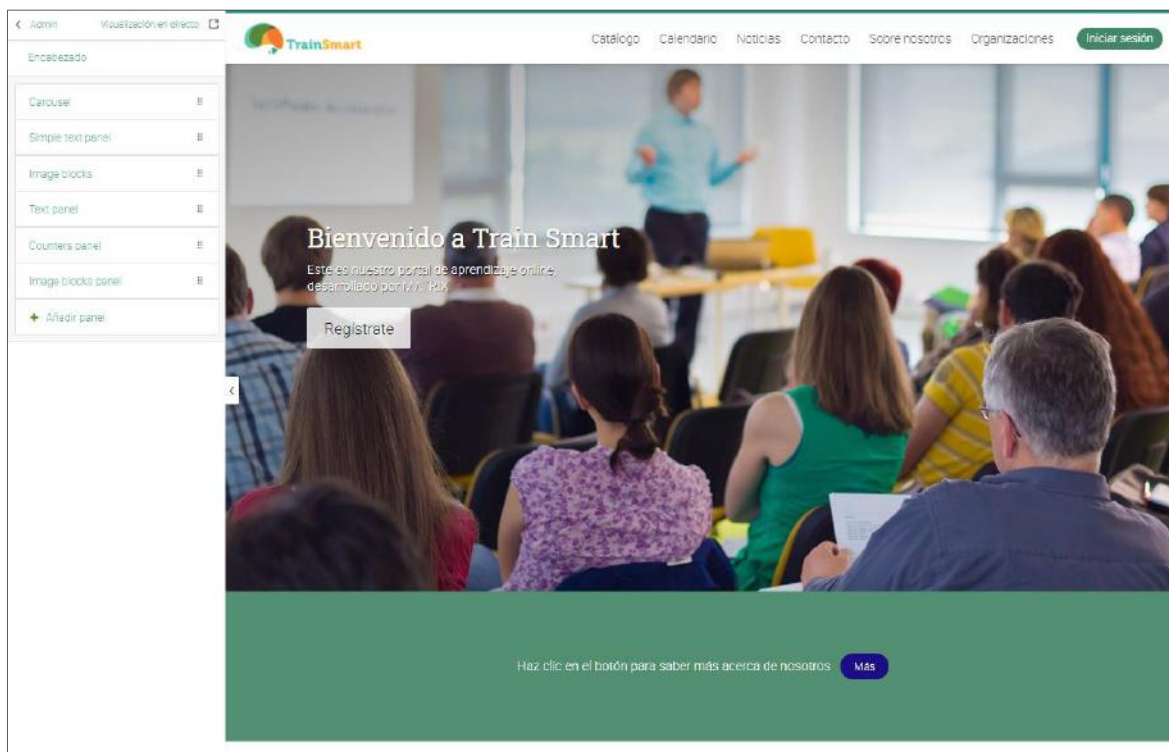 Admin
Visualización en directo
Encabezado
Carousel
Simple text panel
Image blocks
Text panel
Counters panel
Image blocks panel
Añadir panel
TrainSmart
Catálogo
Calendario
Noticias
Contacto
Sobre nosotros
Organizaciones
Iniciar sesión
Bienvenido a Train Smart
Este es nuestro portal de aprendizaje online,
desarrollado por MATRIX
Regístrate
Haz clic en el botón para saber más acerca de nosotros
Más